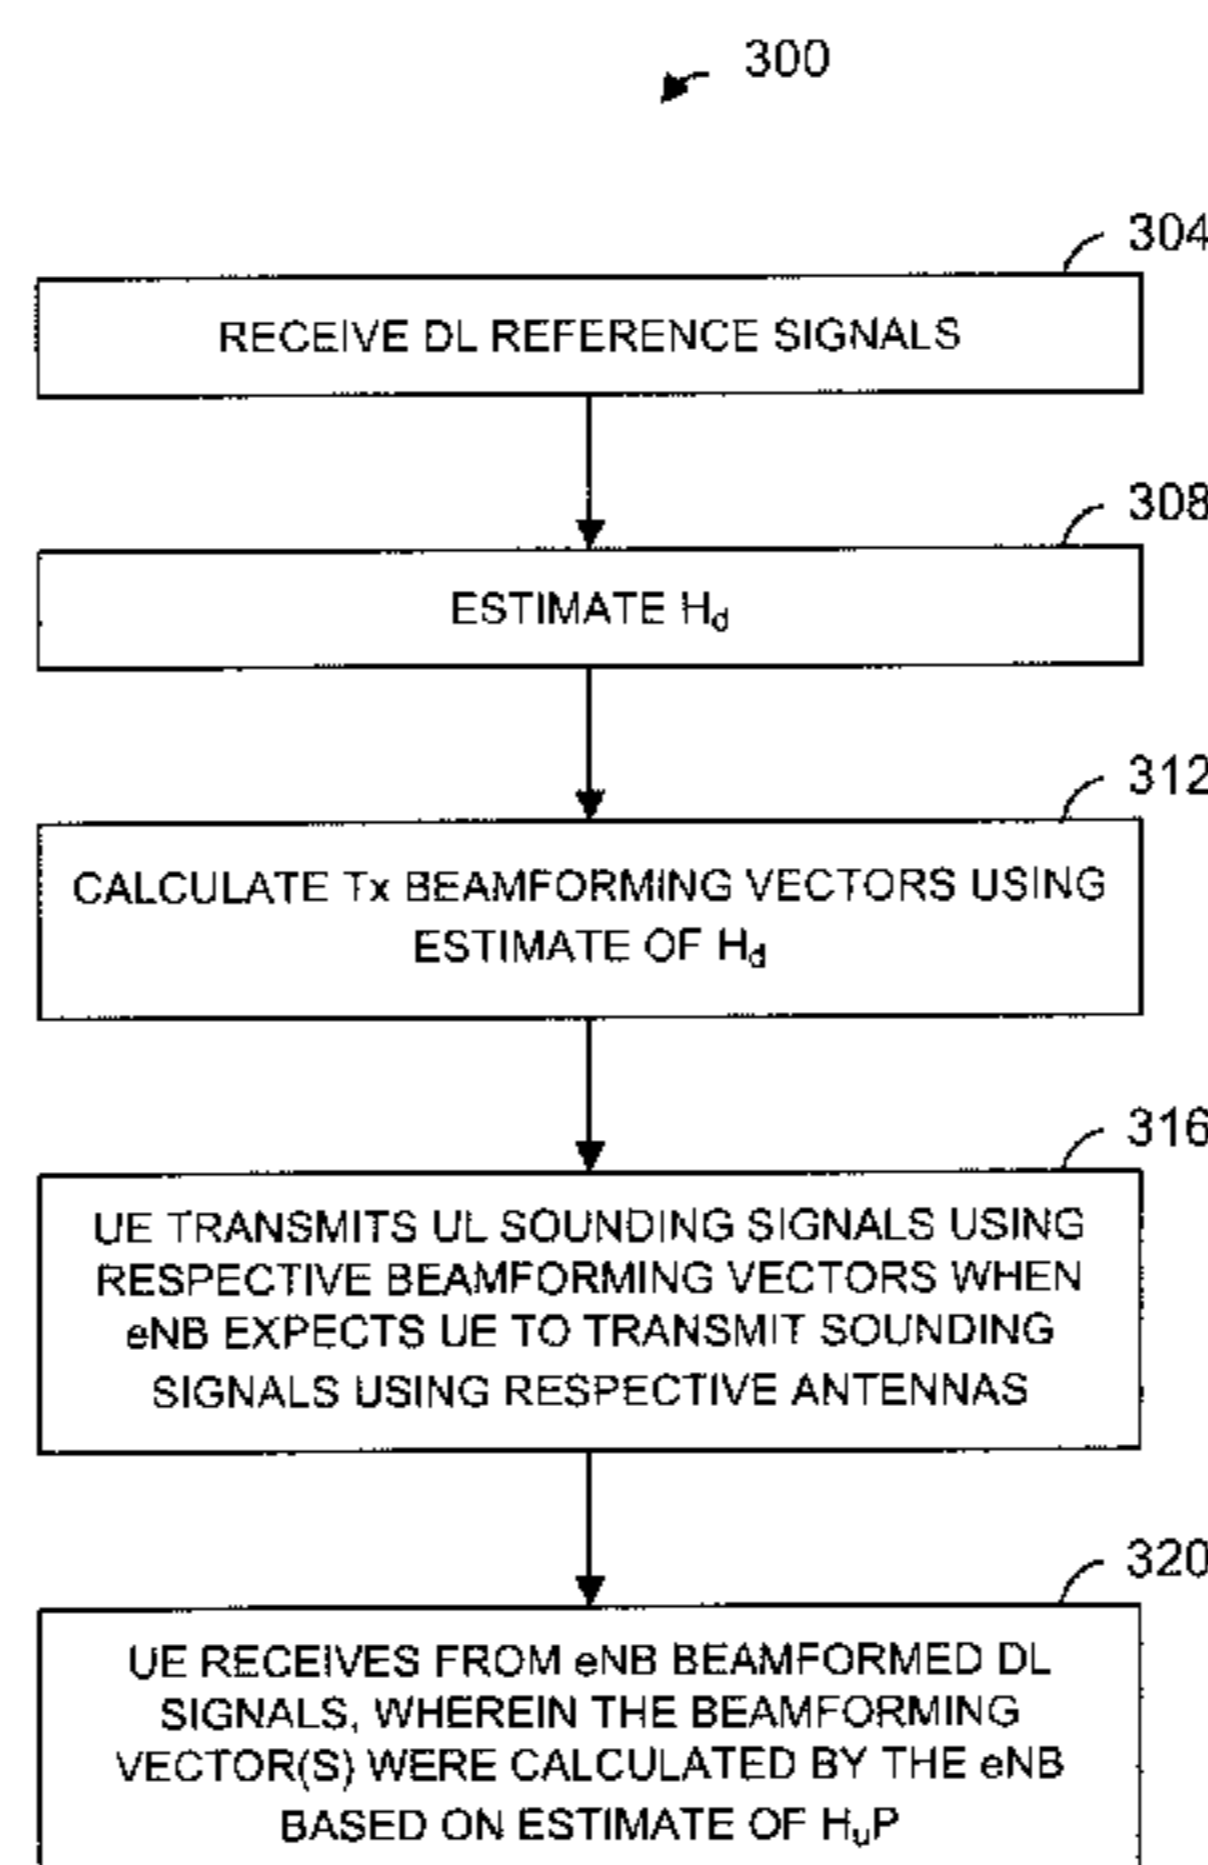 300
304
RECEIVE DL REFERENCE SIGNALS
308
ESTIMATE Hd
312
CALCULATE Tx BEAMFORMING VECTORS USING
ESTIMATE OF Hd
316
UE TRANSMITS UL SOUNDING SIGNALS USING
RESPECTIVE BEAMFORMING VECTORS WHEN
eNB EXPECTS UE TO TRANSMIT SOUNDING
SIGNALS USING RESPECTIVE ANTENNAS
320
UE RECEIVES FROM eNB BEAMFORMED DL
SIGNALS, WHEREIN THE BEAMFORMING
VECTOR(S) WERE CALCULATED BY THE eNB
BASED ON ESTIMATE OF HuP